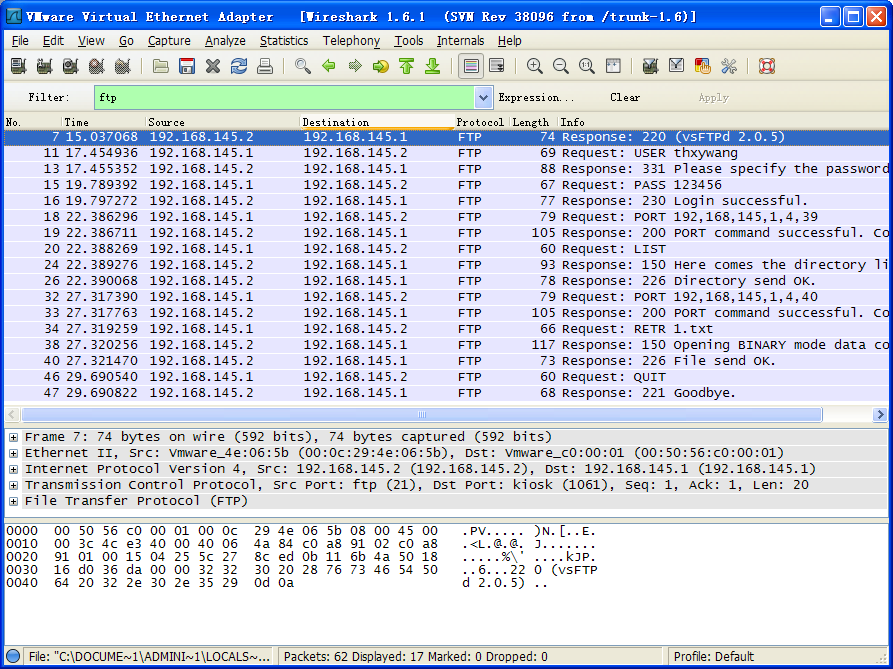 VMware Virtual Ethernet Adapter [Wireshark 1.6.1 (SVN Rev 38096 from /trunk-1.6)]
File Edit View Go Capture Analyze Statistics Telephony Tools Internals Help
Filter: ftp Expression... Clear Apply
No. Time Source Destination Protocol Length Info
7 15.037068 192.168.145.2 192.168.145.1 FTP 74 Response: 220 (vsFTPd 2.0.5)
11 17.454936 192.168.145.1 192.168.145.2 FTP 69 Request: USER thxywang
13 17.455352 192.168.145.2 192.168.145.1 FTP 88 Response: 331 Please specify the password
15 19.789392 192.168.145.1 192.168.145.2 FTP 67 Request: PASS 123456
16 19.797272 192.168.145.2 192.168.145.1 FTP 77 Response: 230 Login successful.
18 22.386296 192.168.145.1 192.168.145.2 FTP 79 Request: PORT 192,168,145,1,4,39
19 22.386711 192.168.145.2 192.168.145.1 FTP 105 Response: 200 PORT command successful. Co
20 22.388269 192.168.145.1 192.168.145.2 FTP 60 Request: LIST
24 22.389276 192.168.145.2 192.168.145.1 FTP 93 Response: 150 Here comes the directory li
26 22.390068 192.168.145.2 192.168.145.1 FTP 78 Response: 226 Directory send OK.
32 27.317390 192.168.145.1 192.168.145.2 FTP 79 Request: PORT 192,168,145,1,4,40
33 27.317763 192.168.145.2 192.168.145.1 FTP 105 Response: 200 PORT command successful. Co
34 27.319259 192.168.145.1 192.168.145.2 FTP 66 Request: RETR 1.txt
38 27.320256 192.168.145.2 192.168.145.1 FTP 117 Response: 150 Opening BINARY mode data co
40 27.321470 192.168.145.2 192.168.145.1 FTP 73 Response: 226 File send OK.
46 29.690540 192.168.145.1 192.168.145.2 FTP 60 Request: QUIT
47 29.690822 192.168.145.2 192.168.145.1 FTP 68 Response: 221 Goodbye.
Frame 7: 74 bytes on wire (592 bits), 74 bytes captured (592 bits)
Ethernet II, Src: Vmware_4e:06:5b (00:0c:29:4e:06:5b), Dst: Vmware_c0:00:01 (00:50:56:c0:00:01)
Internet Protocol Version 4, Src: 192.168.145.2 (192.168.145.2), Dst: 192.168.145.1 (192.168.145.1)
Transmission Control Protocol, Src Port: ftp (21), Dst Port: kiosk (1061), Seq: 1, Ack: 1, Len: 20
File Transfer Protocol (FTP)
0000 00 50 56 c0 00 01 00 0c 29 4e 06 5b 08 00 45 00 .PV..... )N.[..E.
0010 00 3c 4c e3 40 00 40 06 4a 84 c0 a8 91 02 c0 a8 .<L.@.@. J.......
0020 91 01 00 15 04 25 5c 27 8c ed 0b 11 6b 4a 50 18 .....%\' ....kJP.
0030 16 d0 36 da 00 00 32 32 30 20 28 76 73 46 54 50 ..6...22 0 (vsFTP
0040 64 20 32 2e 30 2e 35 29 0d 0a d 2.0.5) ..
File: "C:\DOCUME~1\ADMINI~1\LOCALS~... Packets: 62 Displayed: 17 Marked: 0 Dropped: 0 Profile: Default